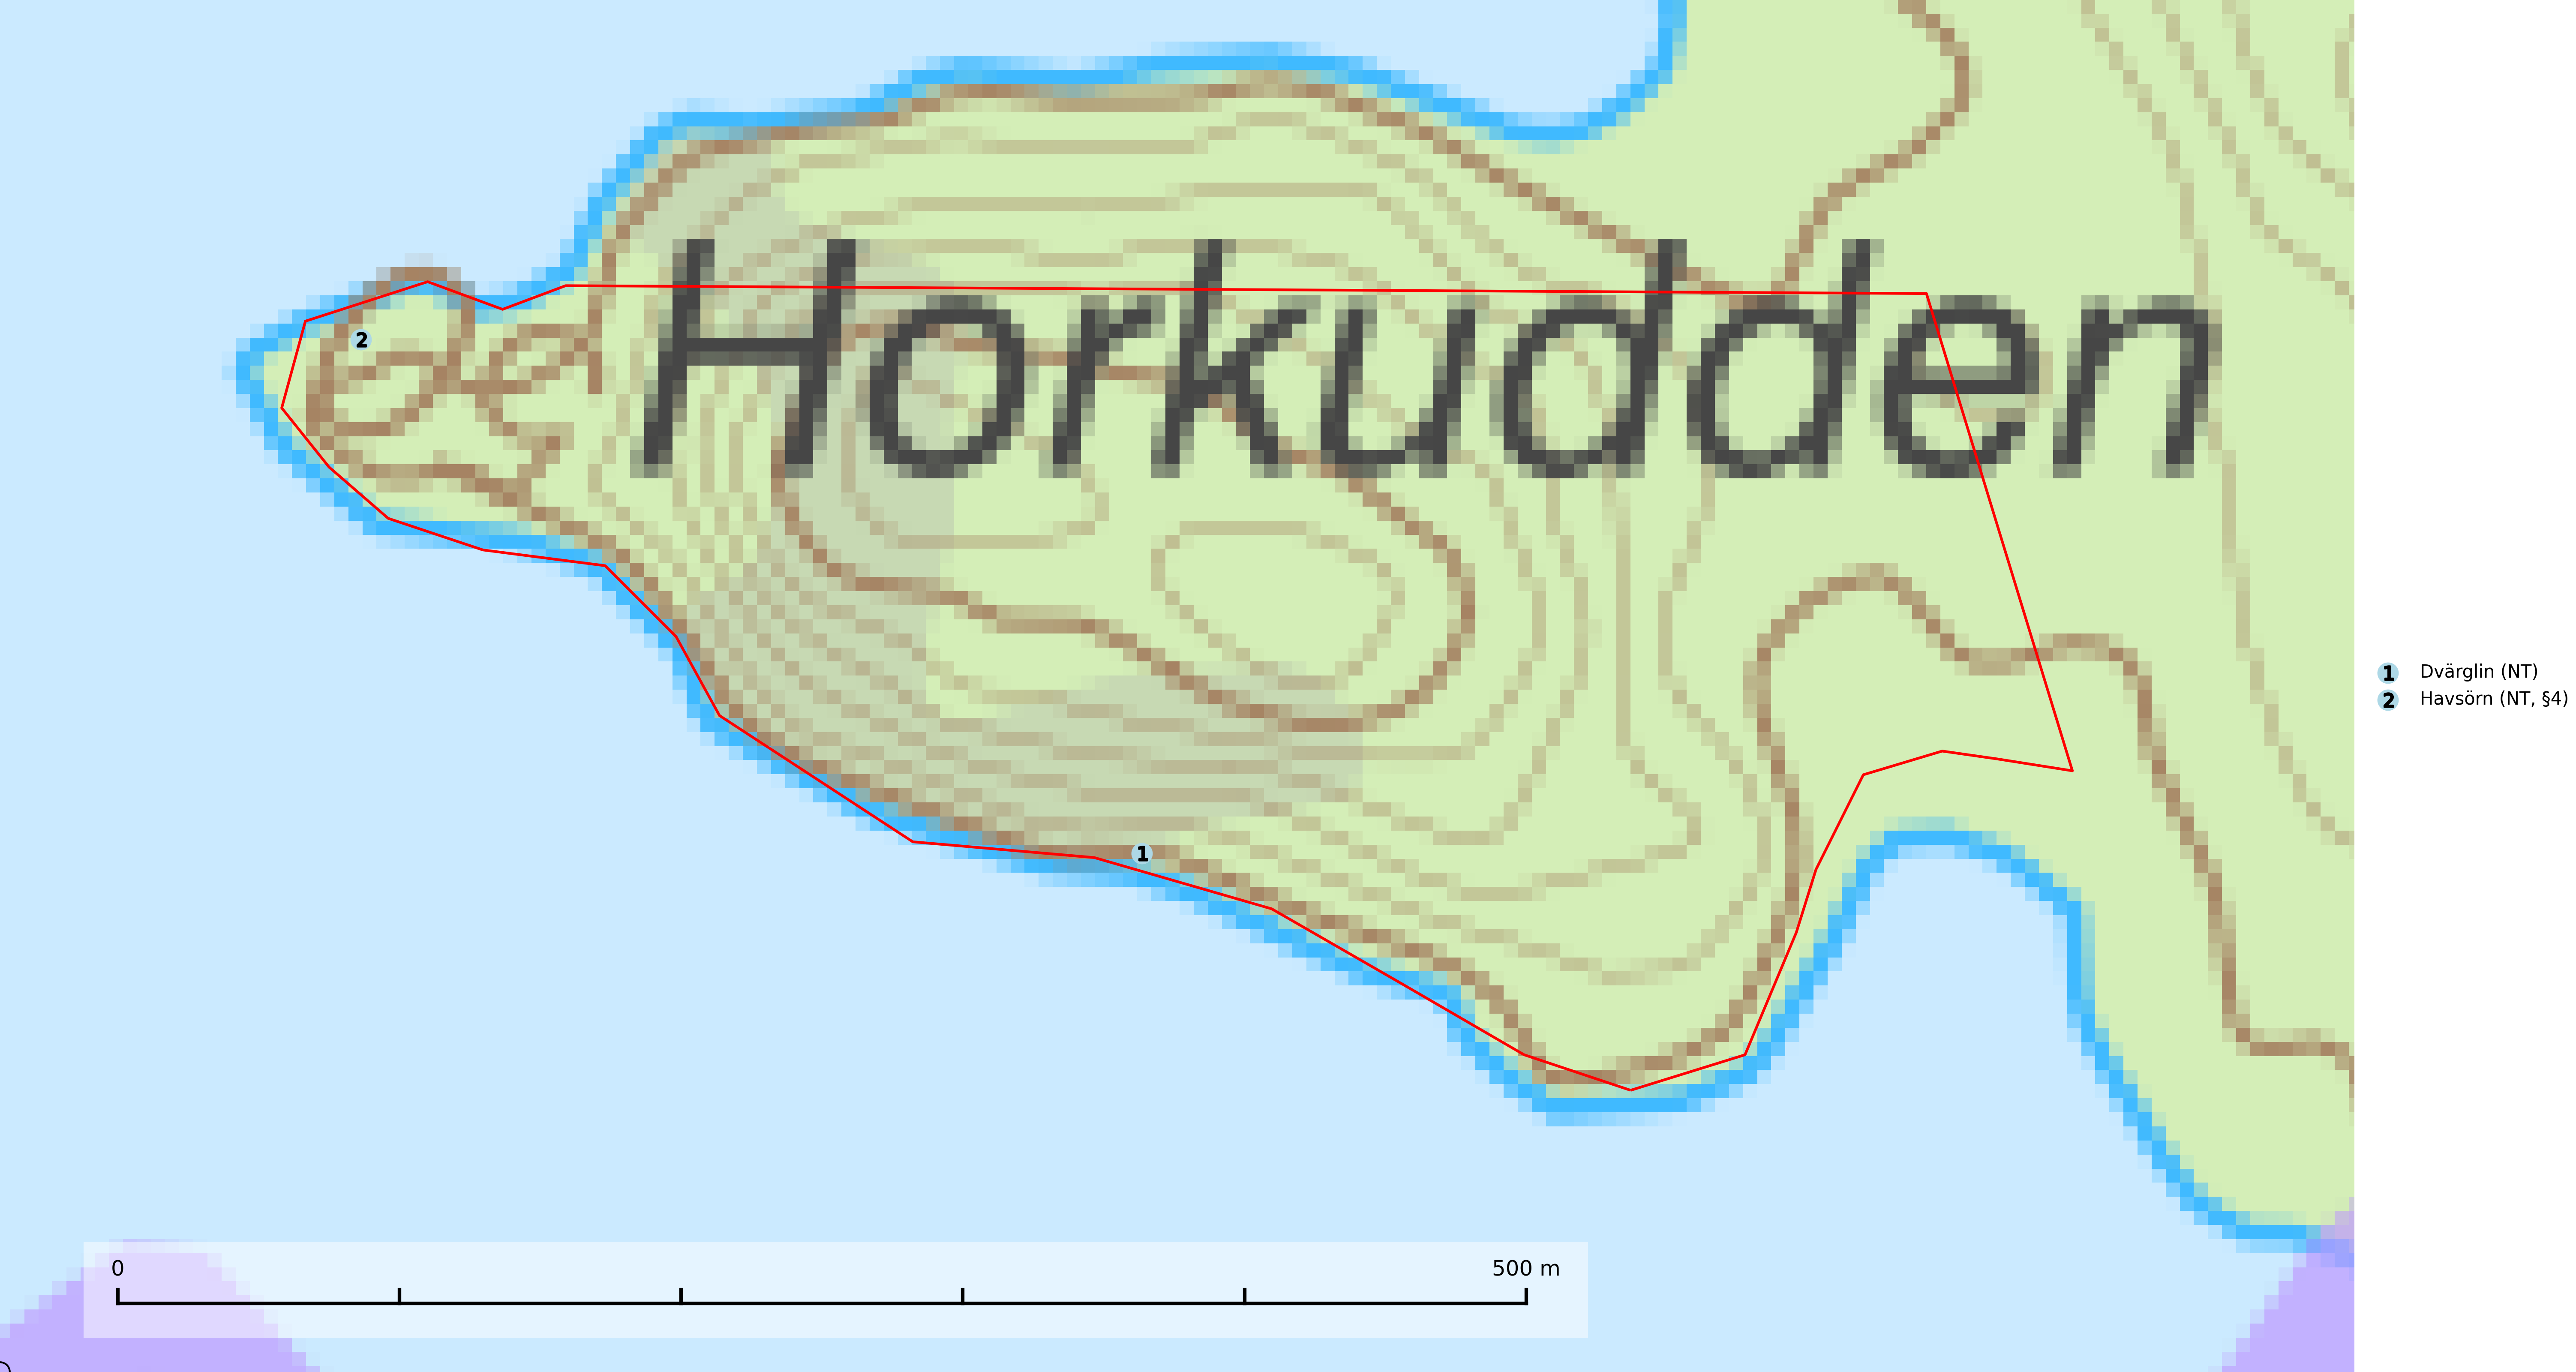 Horkudden
2
1
1 Dvärglin (NT)
2 Havsörn (NT, §4)
0 500 m